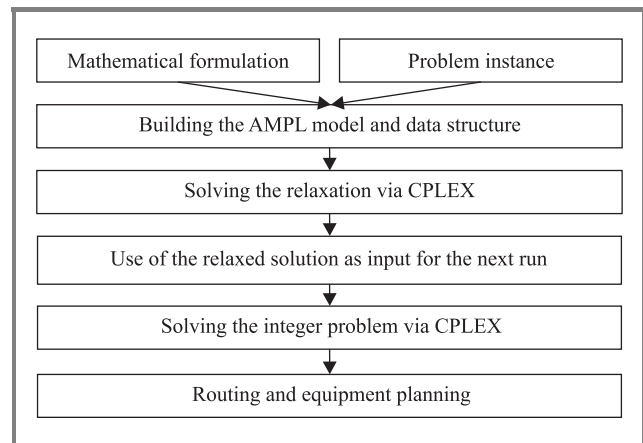 Mathematical formulation
Problem instance
Building the AMPL model and data structure
Solving the relaxation via CPLEX
Use of the relaxed solution as input for the next run
Solving the integer problem via CPLEX
Routing and equipment planning